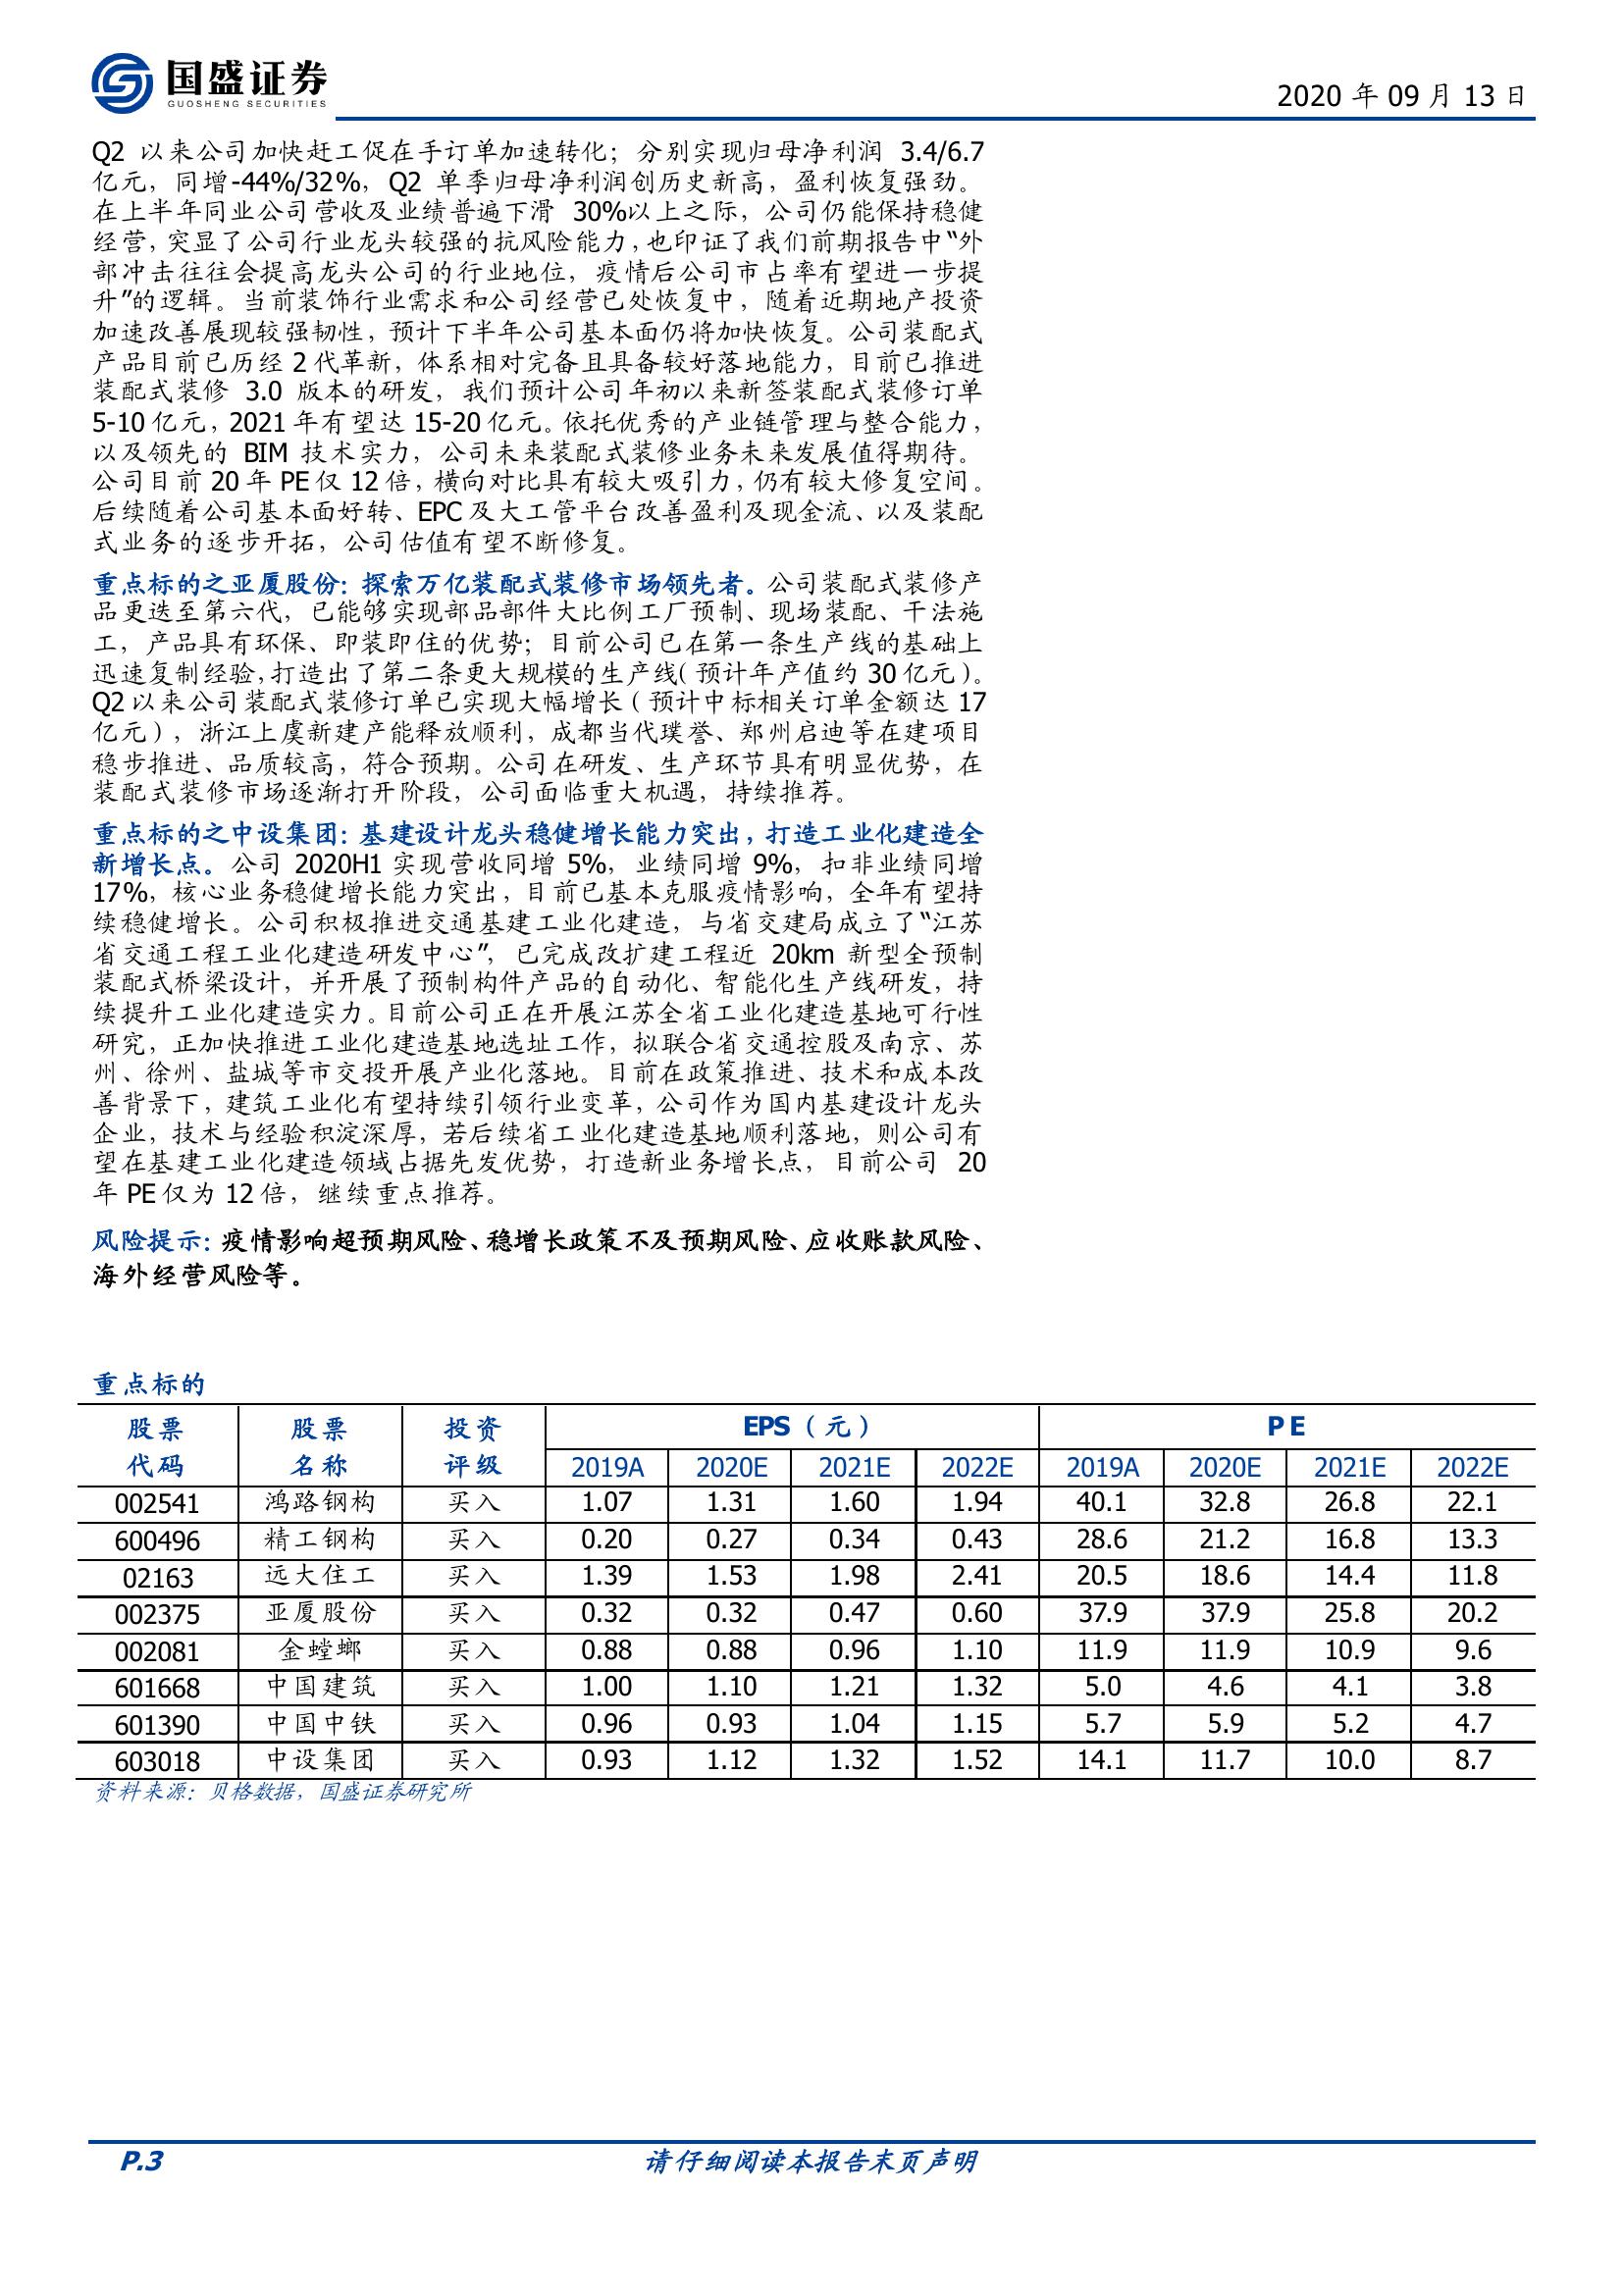 国盛证券
GUOSHENG SECURITIES
2020 年 09 月 13 日
Q2 以来公司加快赶工促在手订单加速转化；分别实现归母净利润 3.4/6.7
亿元，同增-44%/32%，Q2 单季归母净利润创历史新高，盈利恢复强劲。
在上半年同业公司营收及业绩普遍下滑 30%以上之际，公司仍能保持稳健
经营，突显了公司行业龙头较强的抗风险能力，也印证了我们前期报告中“外
部冲击往往会提高龙头公司的行业地位，疫情后公司市占率有望进一步提
升”的逻辑。当前装饰行业需求和公司经营已处恢复中，随着近期地产投资
加速改善展现较强韧性，预计下半年公司基本面仍将加快恢复。公司装配式
产品目前已历经 2 代革新，体系相对完备且具备较好落地能力，目前已推进
装配式装修 3.0 版本的研发，我们预计公司年初以来新签装配式装修订单
5-10 亿元，2021 年有望达 15-20 亿元。依托优秀的产业链管理与整合能力，
以及领先的 BIM 技术实力，公司未来装配式装修业务未来发展值得期待。
公司目前 20 年 PE 仅 12 倍，横向对比具有较大吸引力，仍有较大修复空间。
后续随着公司基本面好转、EPC 及大工管平台改善盈利及现金流、以及装配
式业务的逐步开拓，公司估值有望不断修复。
重点标的之亚厦股份：探索万亿装配式装修市场领先者。公司装配式装修产
品更迭至第六代，已能够实现部品部件大比例工厂预制、现场装配、干法施
工，产品具有环保、即装即住的优势；目前公司已在第一条生产线的基础上
迅速复制经验，打造出了第二条更大规模的生产线（预计年产值约 30 亿元）。
Q2 以来公司装配式装修订单已实现大幅增长（预计中标相关订单金额达 17
亿元），浙江上虞新建产能释放顺利，成都当代璞誉、郑州启迪等在建项目
稳步推进、品质较高，符合预期。公司在研发、生产环节具有明显优势，在
装配式装修市场逐渐打开阶段，公司面临重大机遇，持续推荐。
重点标的之中设集团：基建设计龙头稳健增长能力突出，打造工业化建造全
新增长点。公司 2020H1 实现营收同增 5%，业绩同增 9%，扣非业绩同增
17%，核心业务稳健增长能力突出，目前已基本克服疫情影响，全年有望持
续稳健增长。公司积极推进交通基建工业化建造，与省交建局成立了“江苏
省交通工程工业化建造研发中心”，已完成改扩建工程近 20km 新型全预制
装配式桥梁设计，并开展了预制构件产品的自动化、智能化生产线研发，持
续提升工业化建造实力。目前公司正在开展江苏全省工业化建造基地可行性
研究，正加快推进工业化建造基地选址工作，拟联合省交通控股及南京、苏
州、徐州、盐城等市交投开展产业化落地。目前在政策推进、技术和成本改
善背景下，建筑工业化有望持续引领行业变革，公司作为国内基建设计龙头
企业，技术与经验积淀深厚，若后续省工业化建造基地顺利落地，则公司有
望在基建工业化建造领域占据先发优势，打造新业务增长点，目前公司 20
年 PE 仅为 12 倍，继续重点推荐。
风险提示：疫情影响超预期风险、稳增长政策不及预期风险、应收账款风险、
海外经营风险等。
重点标的
股票 股票 投资 EPS（元） PE
代码 名称 评级 2019A 2020E 2021E 2022E 2019A 2020E 2021E 2022E
002541 鸿路钢构 买入 1.07 1.31 1.60 1.94 40.1 32.8 26.8 22.1
600496 精工钢构 买入 0.20 0.27 0.34 0.43 28.6 21.2 16.8 13.3
02163 远大住工 买入 1.39 1.53 1.98 2.41 20.5 18.6 14.4 11.8
002375 亚厦股份 买入 0.32 0.32 0.47 0.60 37.9 37.9 25.8 20.2
002081 金螳螂 买入 0.88 0.88 0.96 1.10 11.9 11.9 10.9 9.6
601668 中国建筑 买入 1.00 1.10 1.21 1.32 5.0 4.6 4.1 3.8
601390 中国中铁 买入 0.96 0.93 1.04 1.15 5.7 5.9 5.2 4.7
603018 中设集团 买入 0.93 1.12 1.32 1.52 14.1 11.7 10.0 8.7
资料来源：贝格数据，国盛证券研究所
P.3 请仔细阅读本报告末页声明